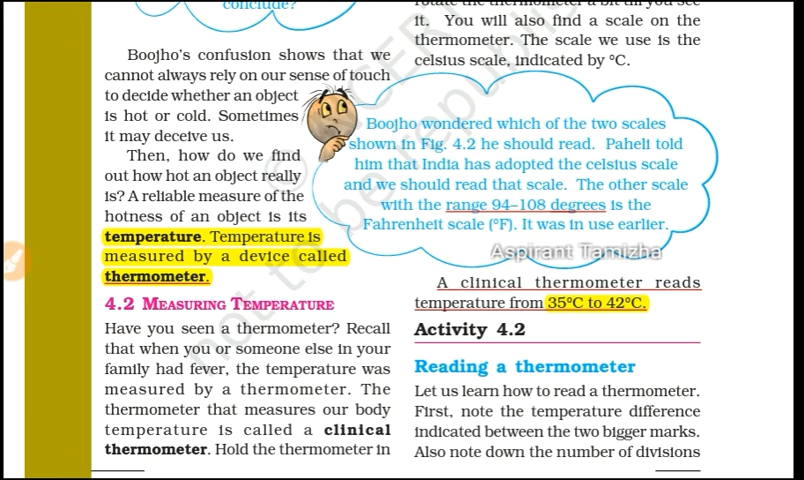 conclude?
Boojho's confusion shows that we
cannot always rely on our sense of touch
to decide whether an object
is hot or cold. Sometimes
it may deceive us.
Then, how do we find
out how hot an object really
is? A reliable measure of the
hotness of an object is its
temperature. Temperature is
measured by a device called
thermometer.
4.2 MEASURING TEMPERATURE
Have you seen a thermometer? Recall
that when you or someone else in your
family had fever, the temperature was
measured by a thermometer. The
thermometer that measures our body
temperature is called a clinical
thermometer. Hold the thermometer in
rotate the thermometer a bit till you see
it. You will also find a scale on the
thermometer. The scale we use is the
celsius scale, indicated by °C.
Boojho wondered which of the two scales
shown in Fig. 4.2 he should read. Paheli told
him that India has adopted the celsius scale
and we should read that scale. The other scale
with the range 94–108 degrees is the
Fahrenheit scale (°F). It was in use earlier.
Aspirant Tamizha
A clinical thermometer reads
temperature from 35°C to 42°C.
Activity 4.2
Reading a thermometer
Let us learn how to read a thermometer.
First, note the temperature difference
indicated between the two bigger marks.
Also note down the number of divisions